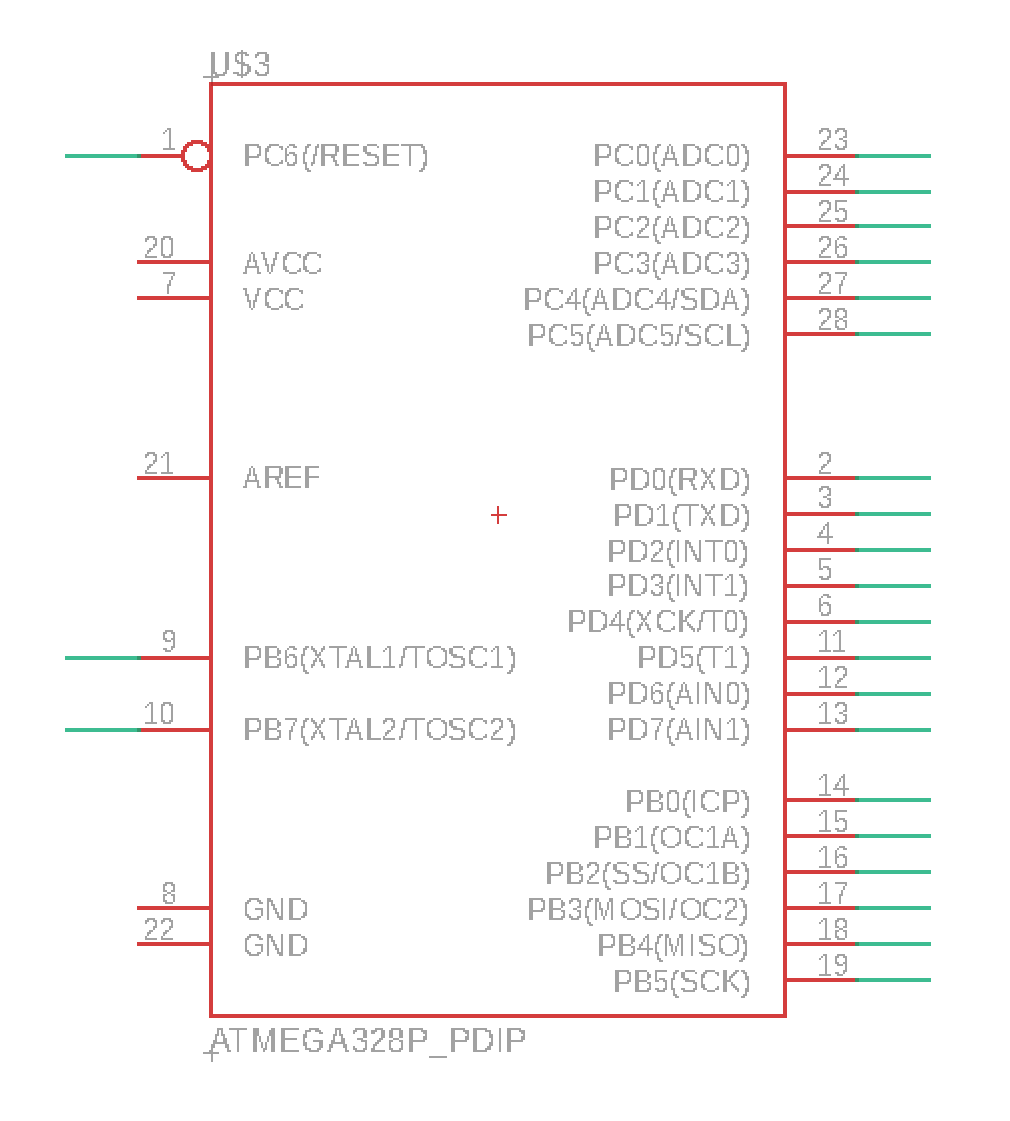 U$3
1 PC6(/RESET) PC0(ADC0) 23
PC1(ADC1) 24
PC2(ADC2) 25
20 AVCC PC3(ADC3) 26
7 VCC PC4(ADC4/SDA) 27
PC5(ADC5/SCL) 28
21 AREF PD0(RXD) 2
PD1(TXD) 3
PD2(INT0) 4
PD3(INT1) 5
PD4(XCK/T0) 6
9 PB6(XTAL1/TOSC1) PD5(T1) 11
PD6(AIN0) 12
10 PB7(XTAL2/TOSC2) PD7(AIN1) 13
PB0(ICP) 14
PB1(OC1A) 15
PB2(SS/OC1B) 16
8 GND PB3(MOSI/OC2) 17
22 GND PB4(MISO) 18
PB5(SCK) 19
ATMEGA328P_PDIP